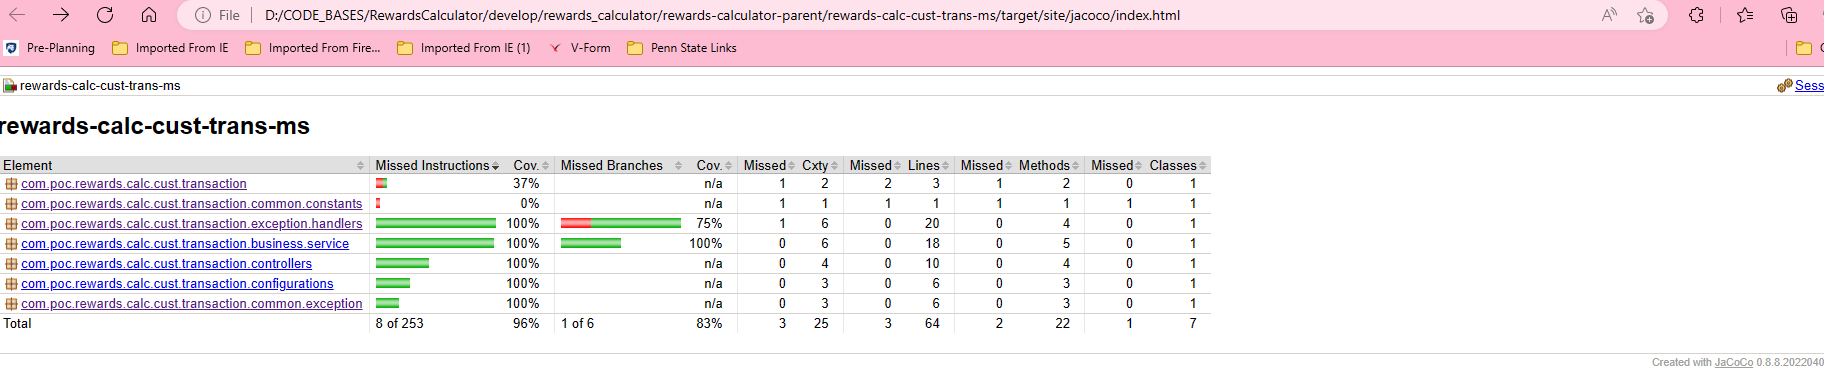 File D:/CODE_BASES/RewardsCalculator/develop/rewards_calculator/rewards-calculator-parent/rewards-calc-cust-trans-ms/target/site/jacoco/index.html
Pre-Planning Imported From IE Imported From Fire... Imported From IE (1) V-Form Penn State Links
rewards-calc-cust-trans-ms Sess
rewards-calc-cust-trans-ms
Element Missed Instructions Cov. Missed Branches Cov. Missed Cxty Missed Lines Missed Methods Missed Classes
com.poc.rewards.calc.cust.transaction 37% n/a 1 2 2 3 1 2 0 1
com.poc.rewards.calc.cust.transaction.common.constants 0% n/a 1 1 1 1 1 1 1 1
com.poc.rewards.calc.cust.transaction.exception.handlers 100% 75% 1 6 0 20 0 4 0 1
com.poc.rewards.calc.cust.transaction.business.service 100% 100% 0 6 0 18 0 5 0 1
com.poc.rewards.calc.cust.transaction.controllers 100% n/a 0 4 0 10 0 4 0 1
com.poc.rewards.calc.cust.transaction.configurations 100% n/a 0 3 0 6 0 3 0 1
com.poc.rewards.calc.cust.transaction.common.exception 100% n/a 0 3 0 6 0 3 0 1
Total 8 of 253 96% 1 of 6 83% 3 25 3 64 2 22 1 7
Created with JaCoCo 0.8.8.2022040